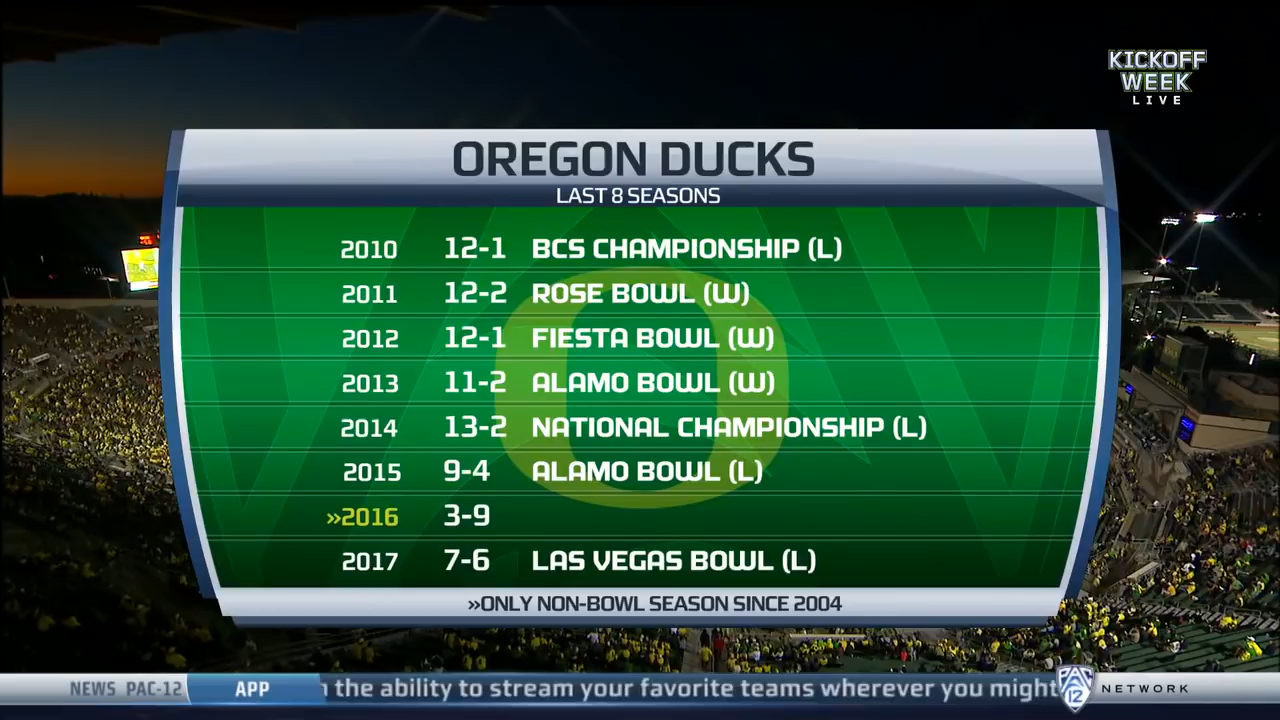 KICKOFF
WEEK
LIVE
OREGON DUCKS
LAST 8 SEASONS
2010 12-1 BCS CHAMPIONSHIP (L)
2011 12-2 ROSE BOWL (W)
2012 12-1 FIESTA BOWL (W)
2013 11-2 ALAMO BOWL (W)
2014 13-2 NATIONAL CHAMPIONSHIP (L)
2015 9-4 ALAMO BOWL (L)
»2016 3-9
2017 7-6 LAS VEGAS BOWL (L)
»ONLY NON-BOWL SEASON SINCE 2004
NEWS PAC-12 APP the ability to stream your favorite teams wherever you might PAC 12 NETWORK